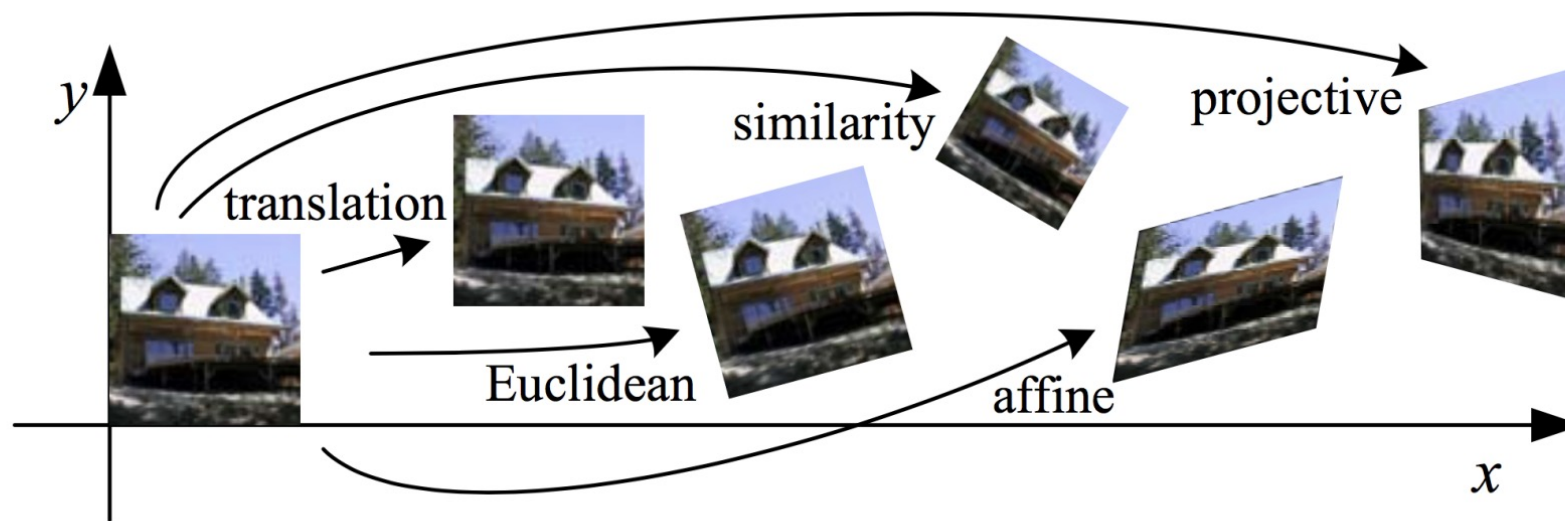 y
translation
similarity
projective
Euclidean
affine
x